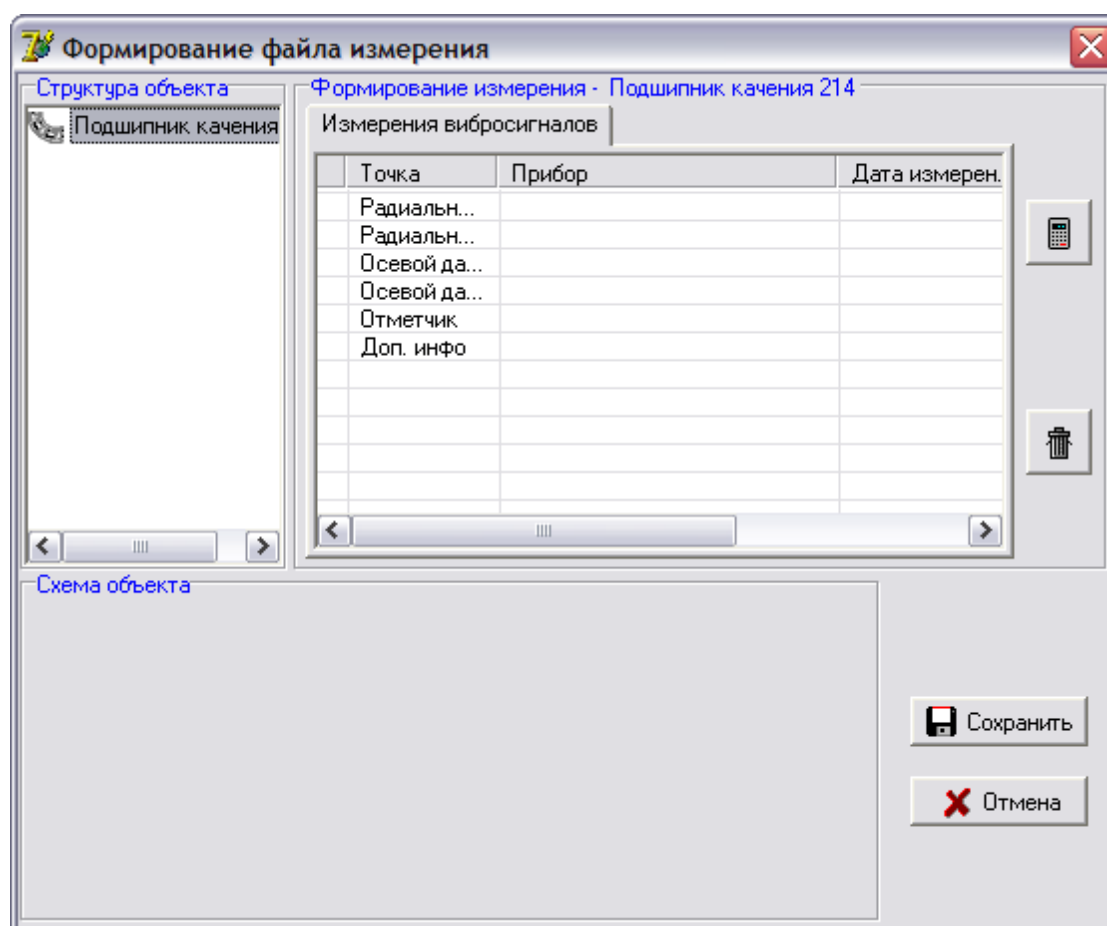 Формирование файла измерения
Структура объекта
Подшипник качения
Формирование измерения - Подшипник качения 214
Измерения вибросигналов
Точка Прибор Дата измерен.
Радиальн...
Радиальн...
Осевой да...
Осевой да...
Отметчик
Доп. инфо
Схема объекта
Сохранить
Отмена